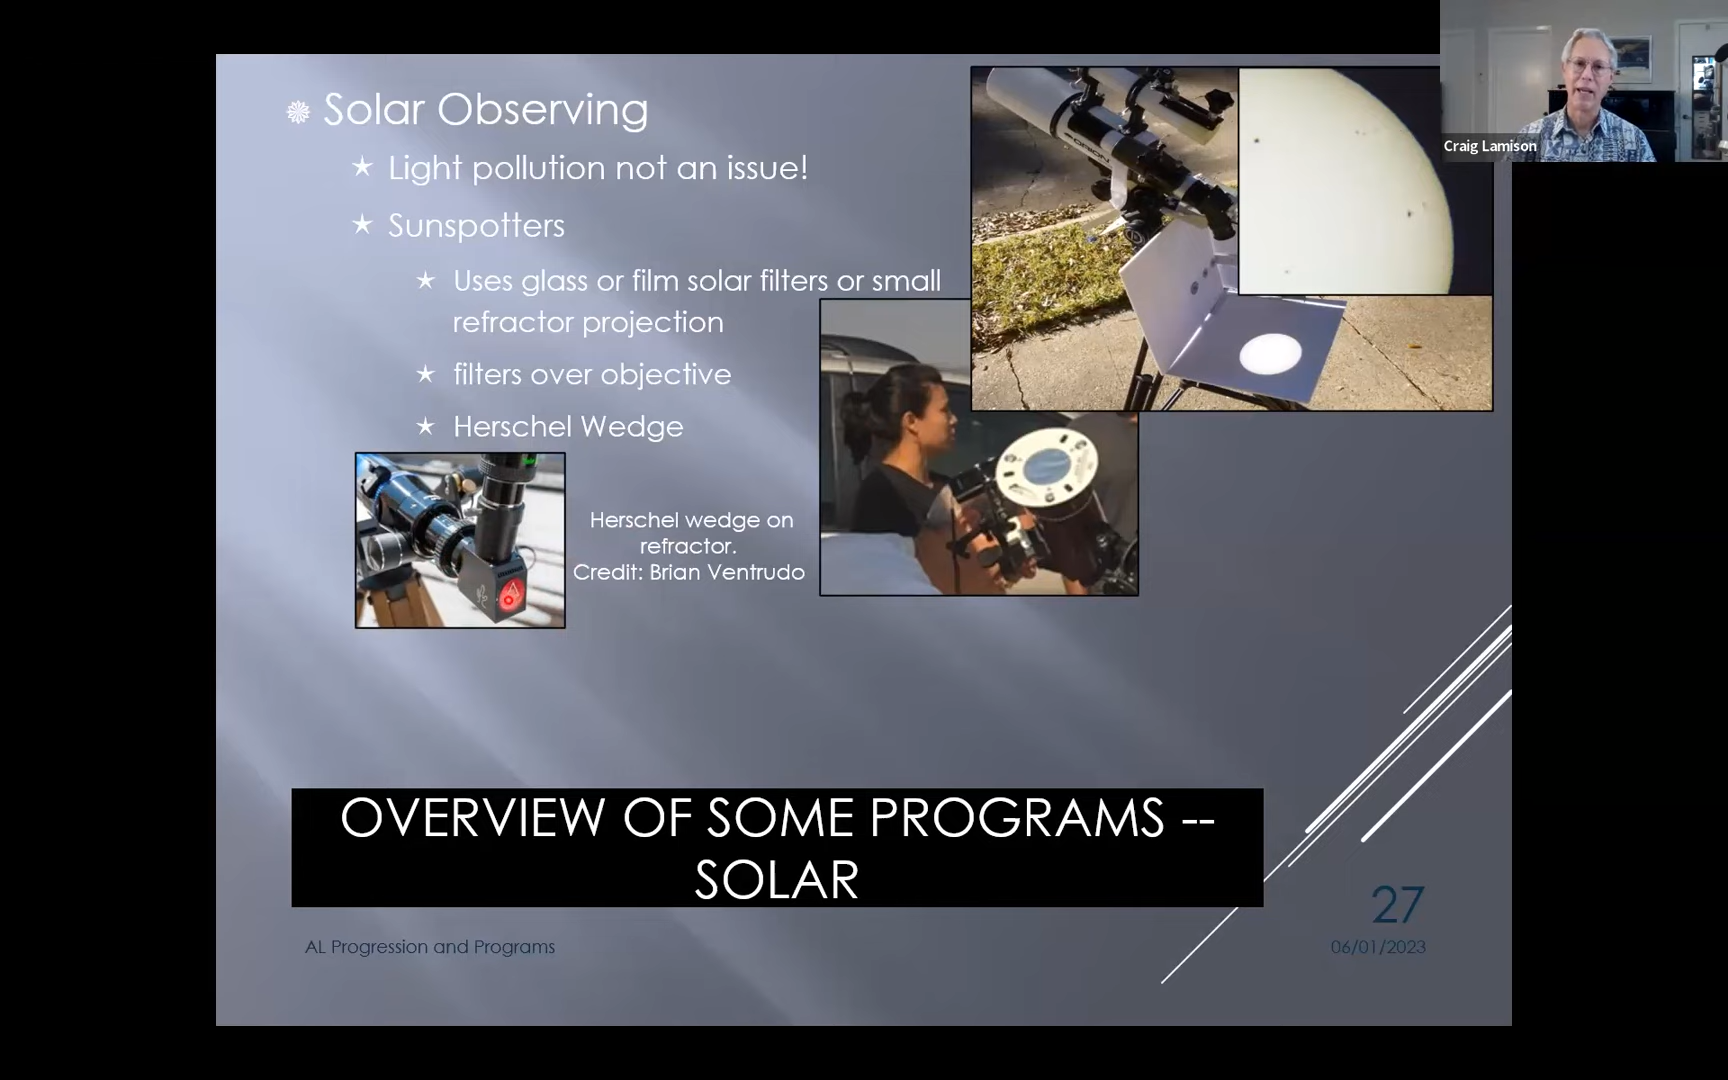 Solar Observing
Light pollution not an issue!
Sunspotters
Uses glass or film solar filters or small
refractor projection
filters over objective
Herschel Wedge
Herschel wedge on
refractor.
Credit: Brian Ventrudo
ORION
Craig Lamison
OVERVIEW OF SOME PROGRAMS --
SOLAR
27
AL Progression and Programs
06/01/2023